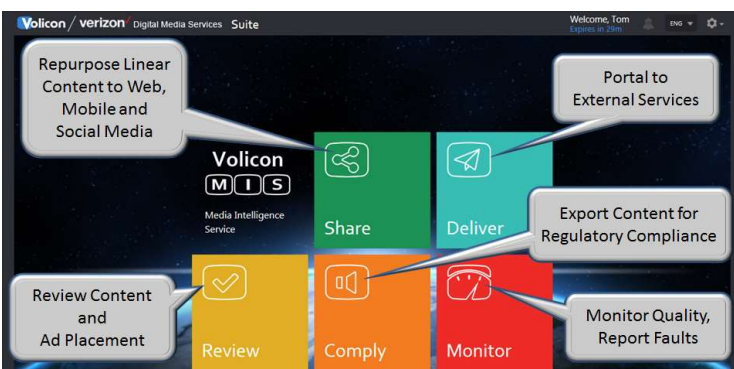 Volicon / verizon Digital Media Services Suite
Welcome, Tom
Expires in 29m
ENG
Repurpose Linear
Content to Web,
Mobile and
Social Media
Portal to
External Services
Volicon
MIS
Media Intelligence
Service
Share
Deliver
Export Content for
Regulatory Compliance
Review Content
and
Ad Placement
Monitor Quality,
Report Faults
Review
Comply
Monitor